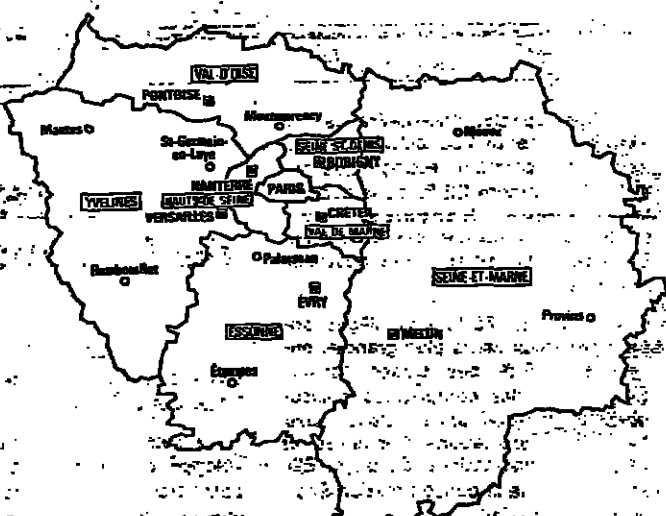 VAL-D'OISE
PONTOISE
Montmorency
Mantes
Meaux
St-Germain-
en-Laye
SEINE-ST-DENIS
BOBIGNY
NANTERRE
PARIS
YVELINES
HAUTS-DE-SEINE
VERSAILLES
CRETEIL
VAL DE MARNE
Palaiseau
Rambouillet
SEINE-ET-MARNE
ÉVRY
Provins
ESSONNE
MELUN
Étampes